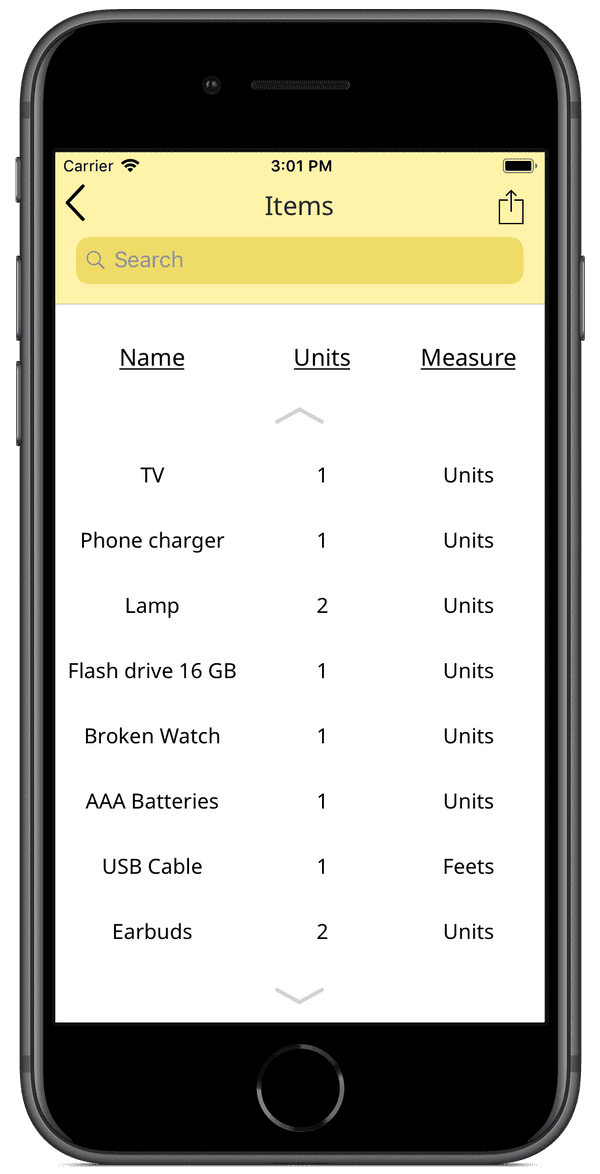 Carrier 3:01 PM
Items
Search
Name Units Measure
TV 1 Units
Phone charger 1 Units
Lamp 2 Units
Flash drive 16 GB 1 Units
Broken Watch 1 Units
AAA Batteries 1 Units
USB Cable 1 Feets
Earbuds 2 Units